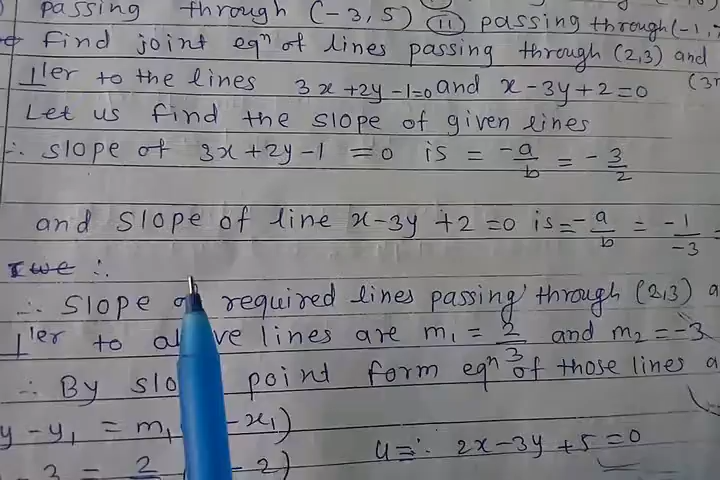 passing through (-3,5) (ii) passing through (-1,
Find joint eqⁿ of lines passing through (2,3) and
⊥er to the lines 3x+2y-1=0 and x-3y+2=0
Let us find the slope of given lines
∴ slope of 3x+2y-1=0 is = -a/b = -3/2
and slope of line x-3y+2=0 is = -a/b = -1/-3 =
∴
∴ slope of required lines passing through (2,3) a
⊥'er to ab ve lines are m₁ = 2/3 and m₂ = -3
∴ By slo point form eqⁿ of those lines a
y-y₁ = m₁ -x₁)
3 = 2 -2)
2x-3y+5=0